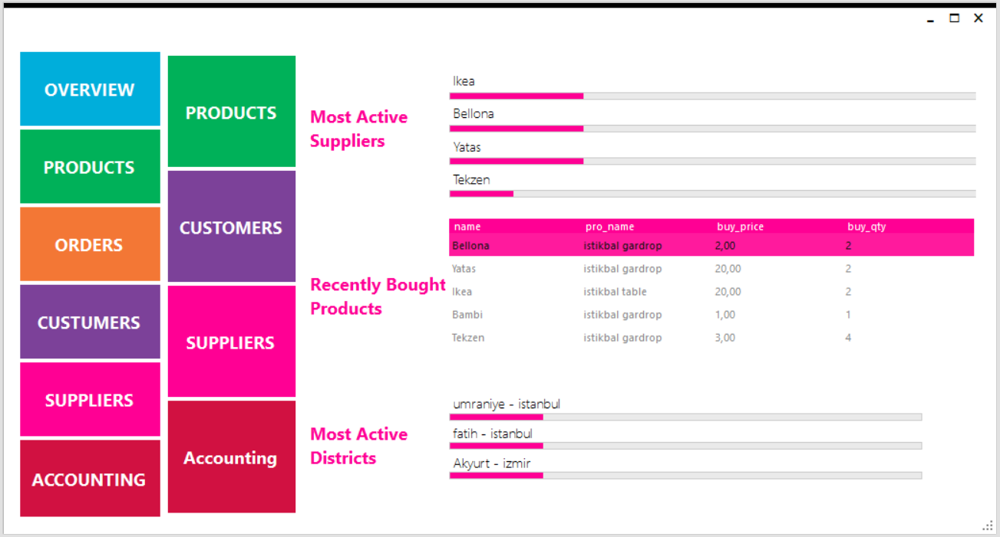 OVERVIEW
PRODUCTS
ORDERS
CUSTUMERS
SUPPLIERS
ACCOUNTING
PRODUCTS
CUSTOMERS
SUPPLIERS
Accounting
Most Active
Suppliers
Ikea
Bellona
Yatas
Tekzen
Recently Bought
Products
name pro_name buy_price buy_qty
Bellona istikbal gardrop 2,00 2
Yatas istikbal gardrop 20,00 2
Ikea istikbal table 20,00 2
Bambi istikbal gardrop 1,00 1
Tekzen istikbal gardrop 3,00 4
Most Active
Districts
umraniye - istanbul
fatih - istanbul
Akyurt - izmir